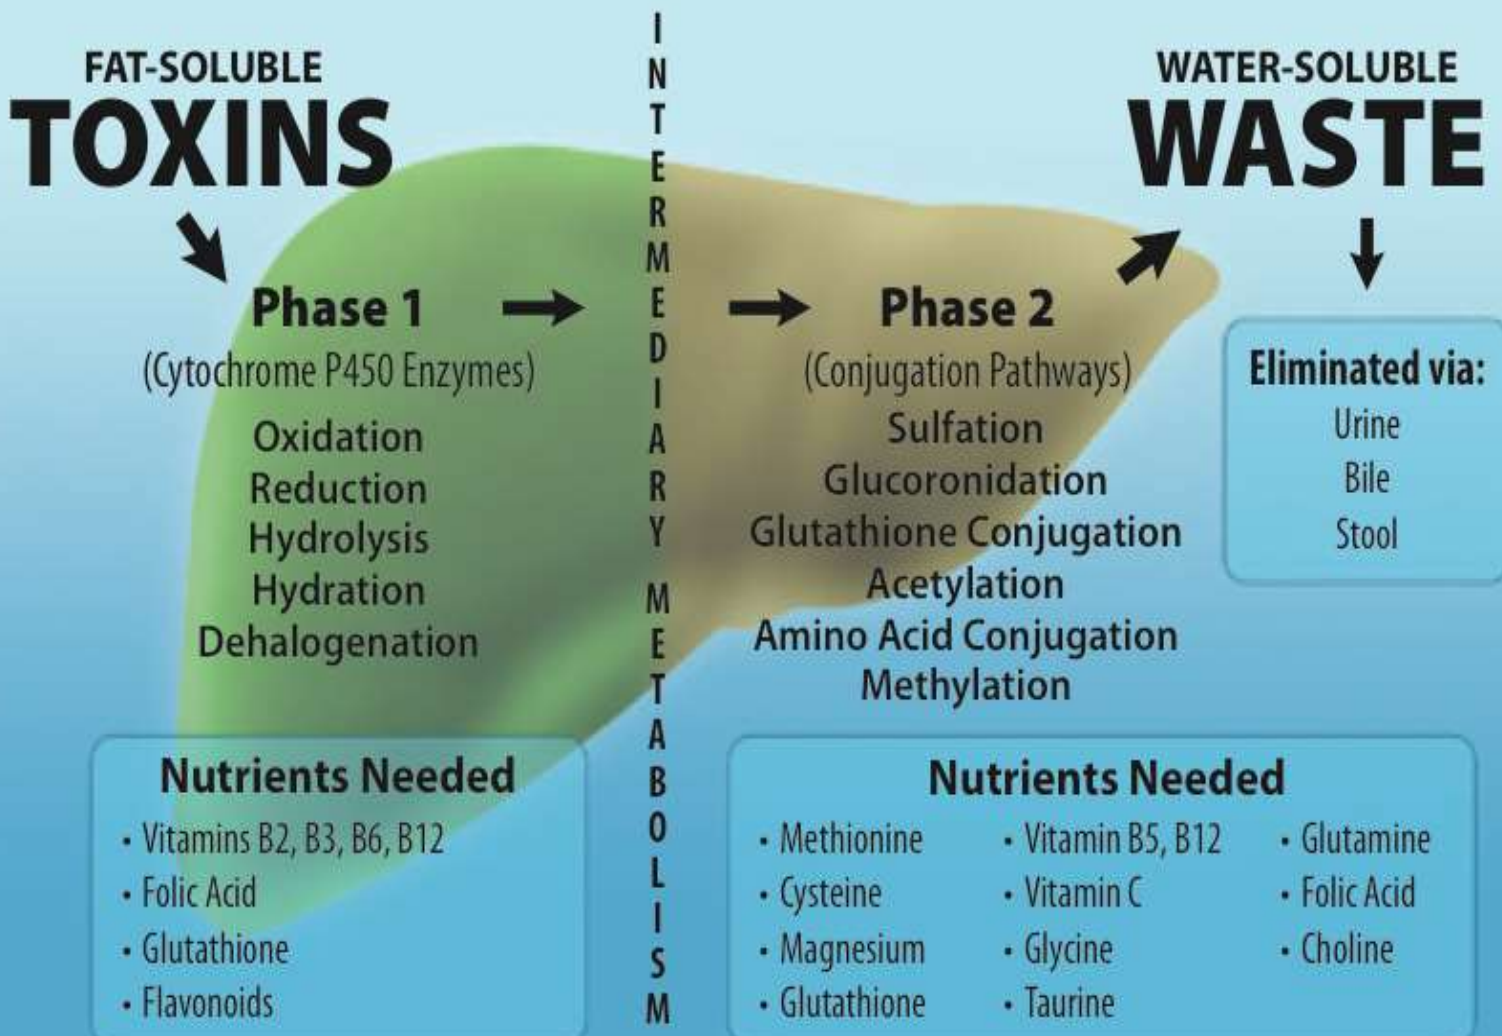 FAT-SOLUBLE
TOXINS
Phase 1
(Cytochrome P450 Enzymes)
Oxidation
Reduction
Hydrolysis
Hydration
Dehalogenation
Nutrients Needed
• Vitamins B2, B3, B6, B12
• Folic Acid
• Glutathione
• Flavonoids
INTERMEDIARY METABOLISM
Phase 2
(Conjugation Pathways)
Sulfation
Glucoronidation
Glutathione Conjugation
Acetylation
Amino Acid Conjugation
Methylation
Nutrients Needed
• Methionine
• Cysteine
• Magnesium
• Glutathione
• Vitamin B5, B12
• Vitamin C
• Glycine
• Taurine
• Glutamine
• Folic Acid
• Choline
WATER-SOLUBLE
WASTE
Eliminated via:
Urine
Bile
Stool